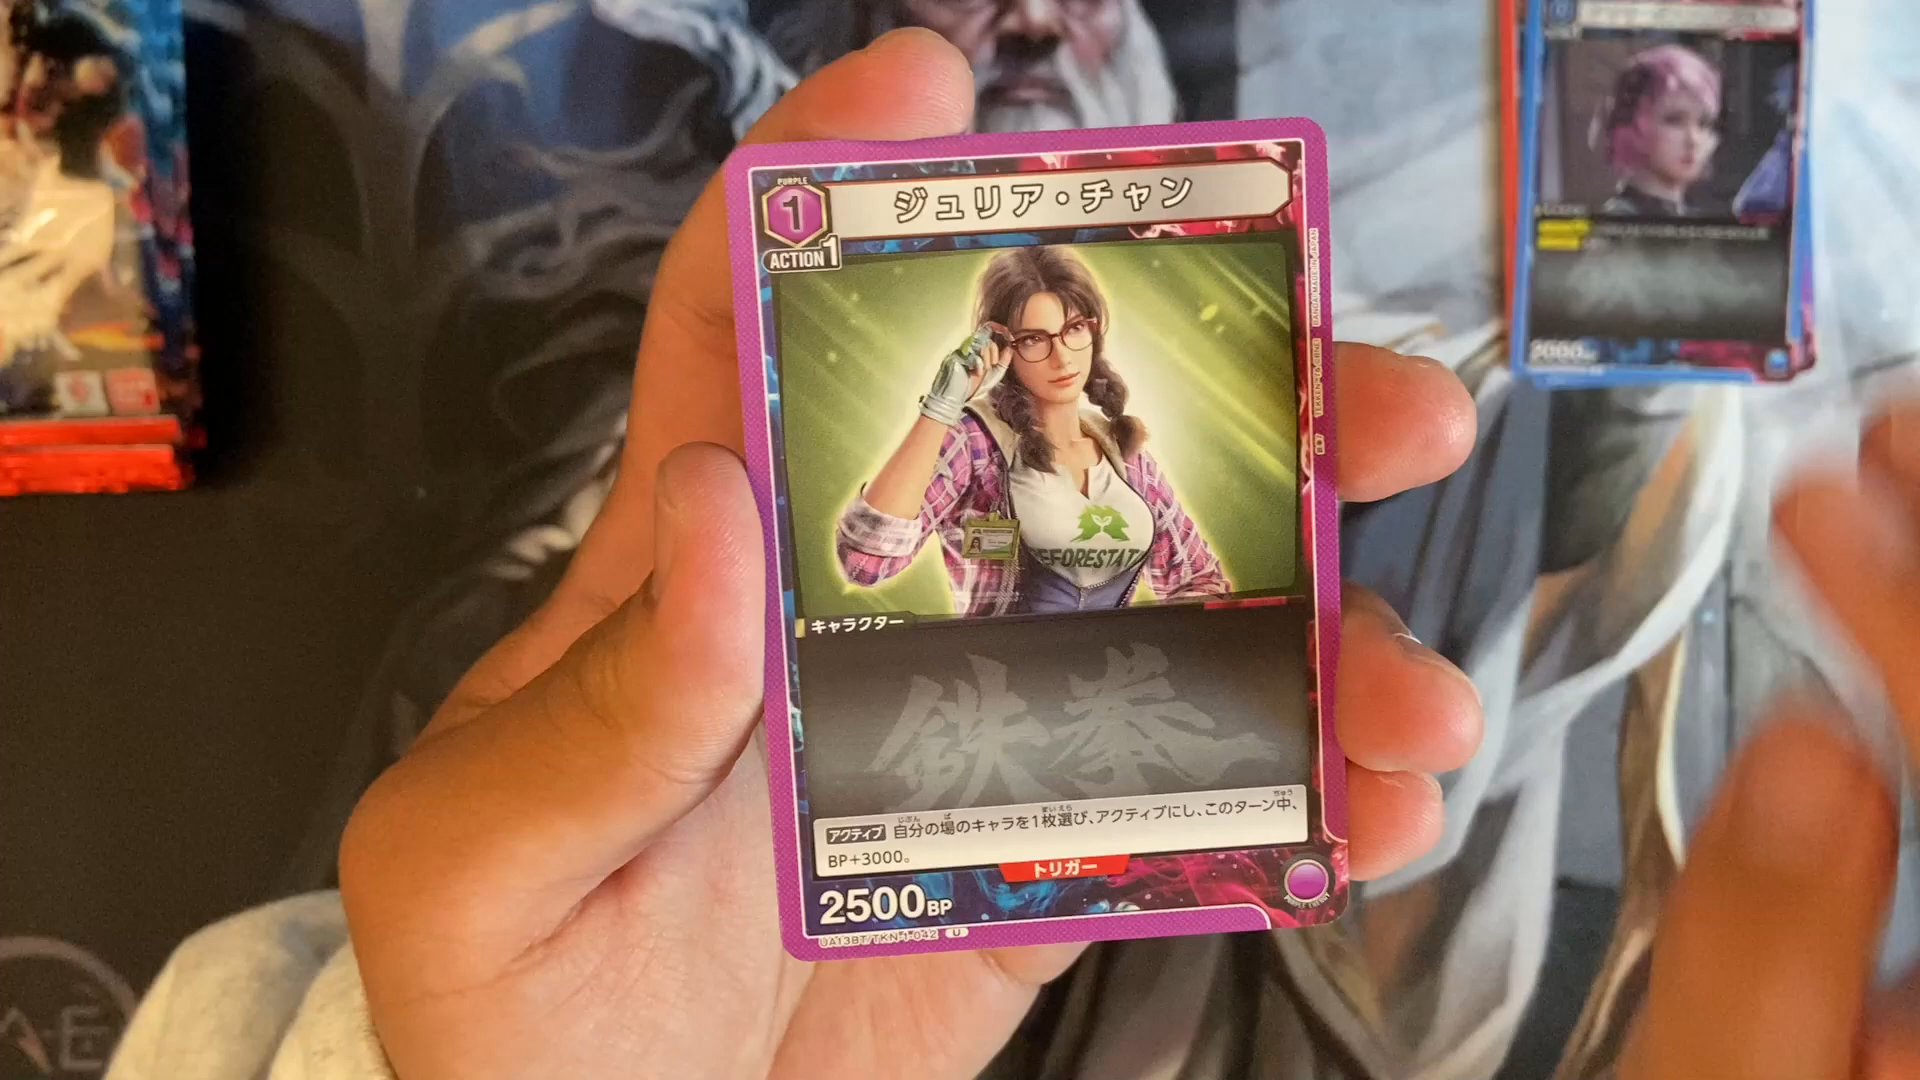 PURPLE
1
ジュリア・チャン
ACTION 1
EFORESTAT
キャラクター
鉄拳
アクティブ 自分の場のキャラを1枚選び、アクティブにし、このターン中、
BP+3000。
トリガー
2500BP
PURPLE ENERGY
UA13BT/TKN-1-042 U